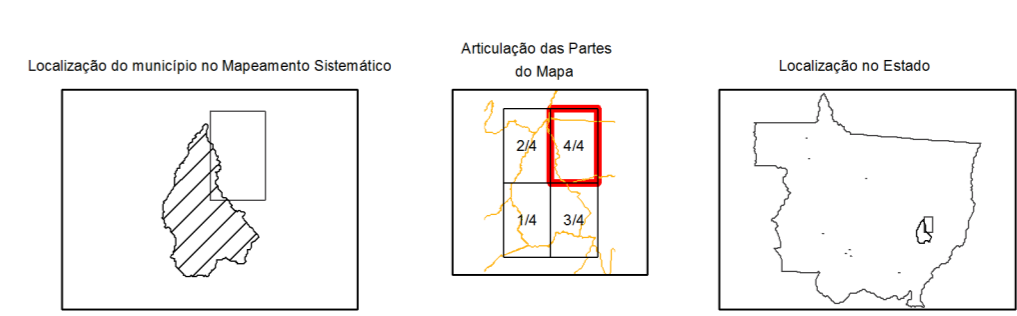 Localização do município no Mapeamento Sistemático
Articulação das Partes
do Mapa
Localização no Estado
2/4
4/4
1/4
3/4